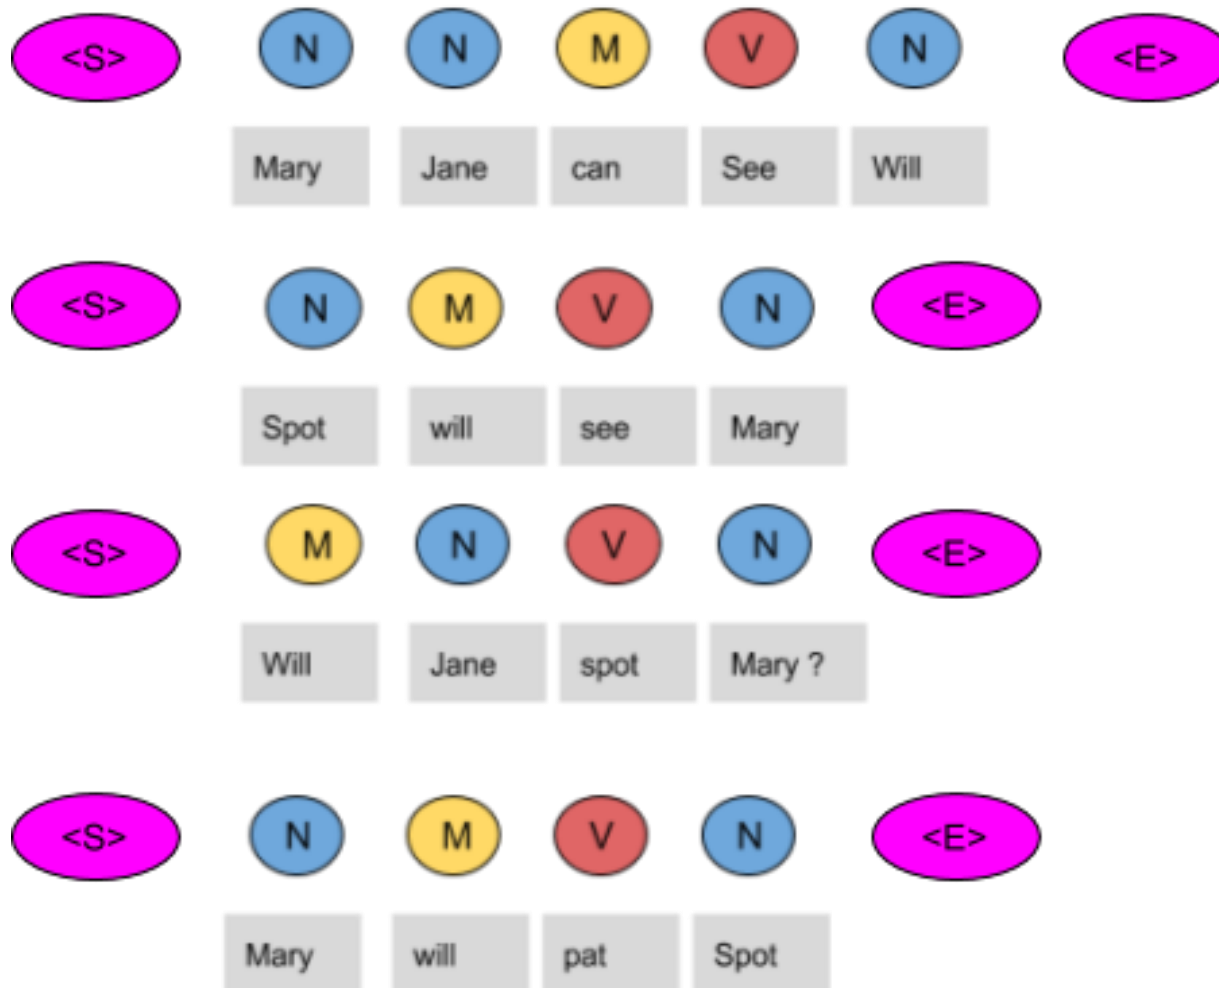 <S> N N M V N <E>
Mary Jane can See Will
<S> N M V N <E>
Spot will see Mary
<S> M N V N <E>
Will Jane spot Mary ?
<S> N M V N <E>
Mary will pat Spot